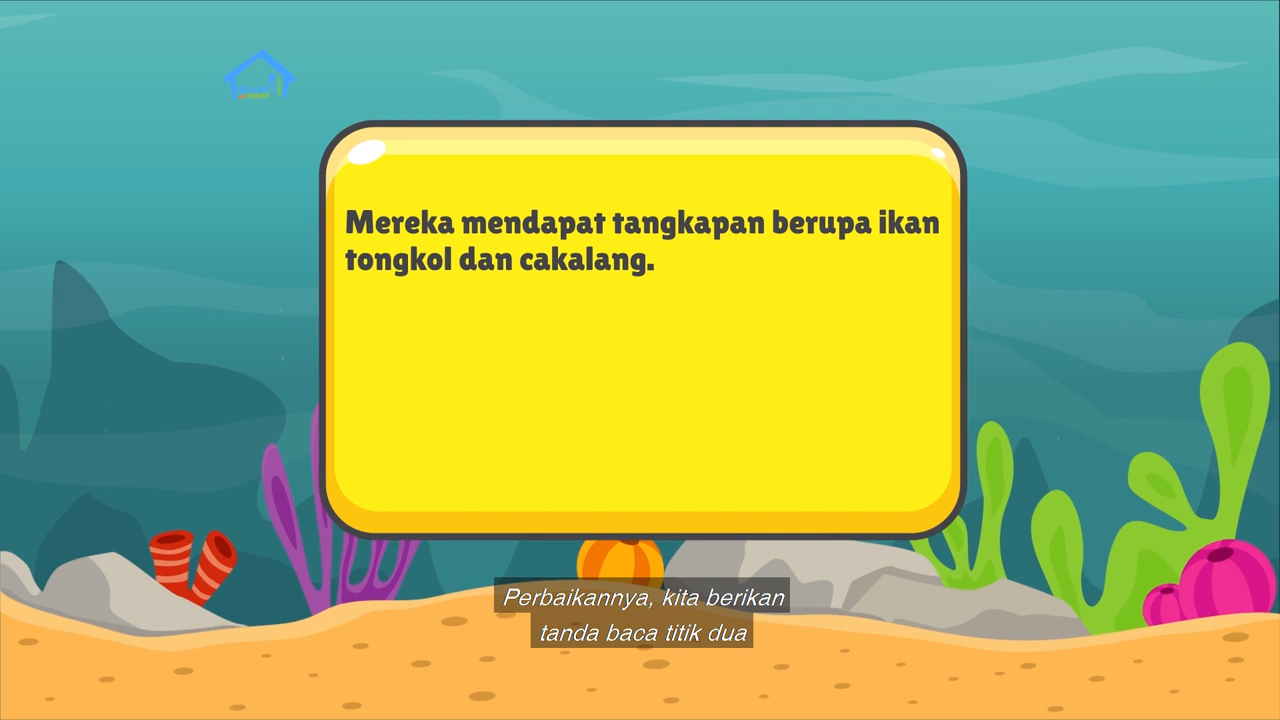 Mereka mendapat tangkapan berupa ikan
tongkol dan cakalang.
Perbaikannya, kita berikan
tanda baca titik dua